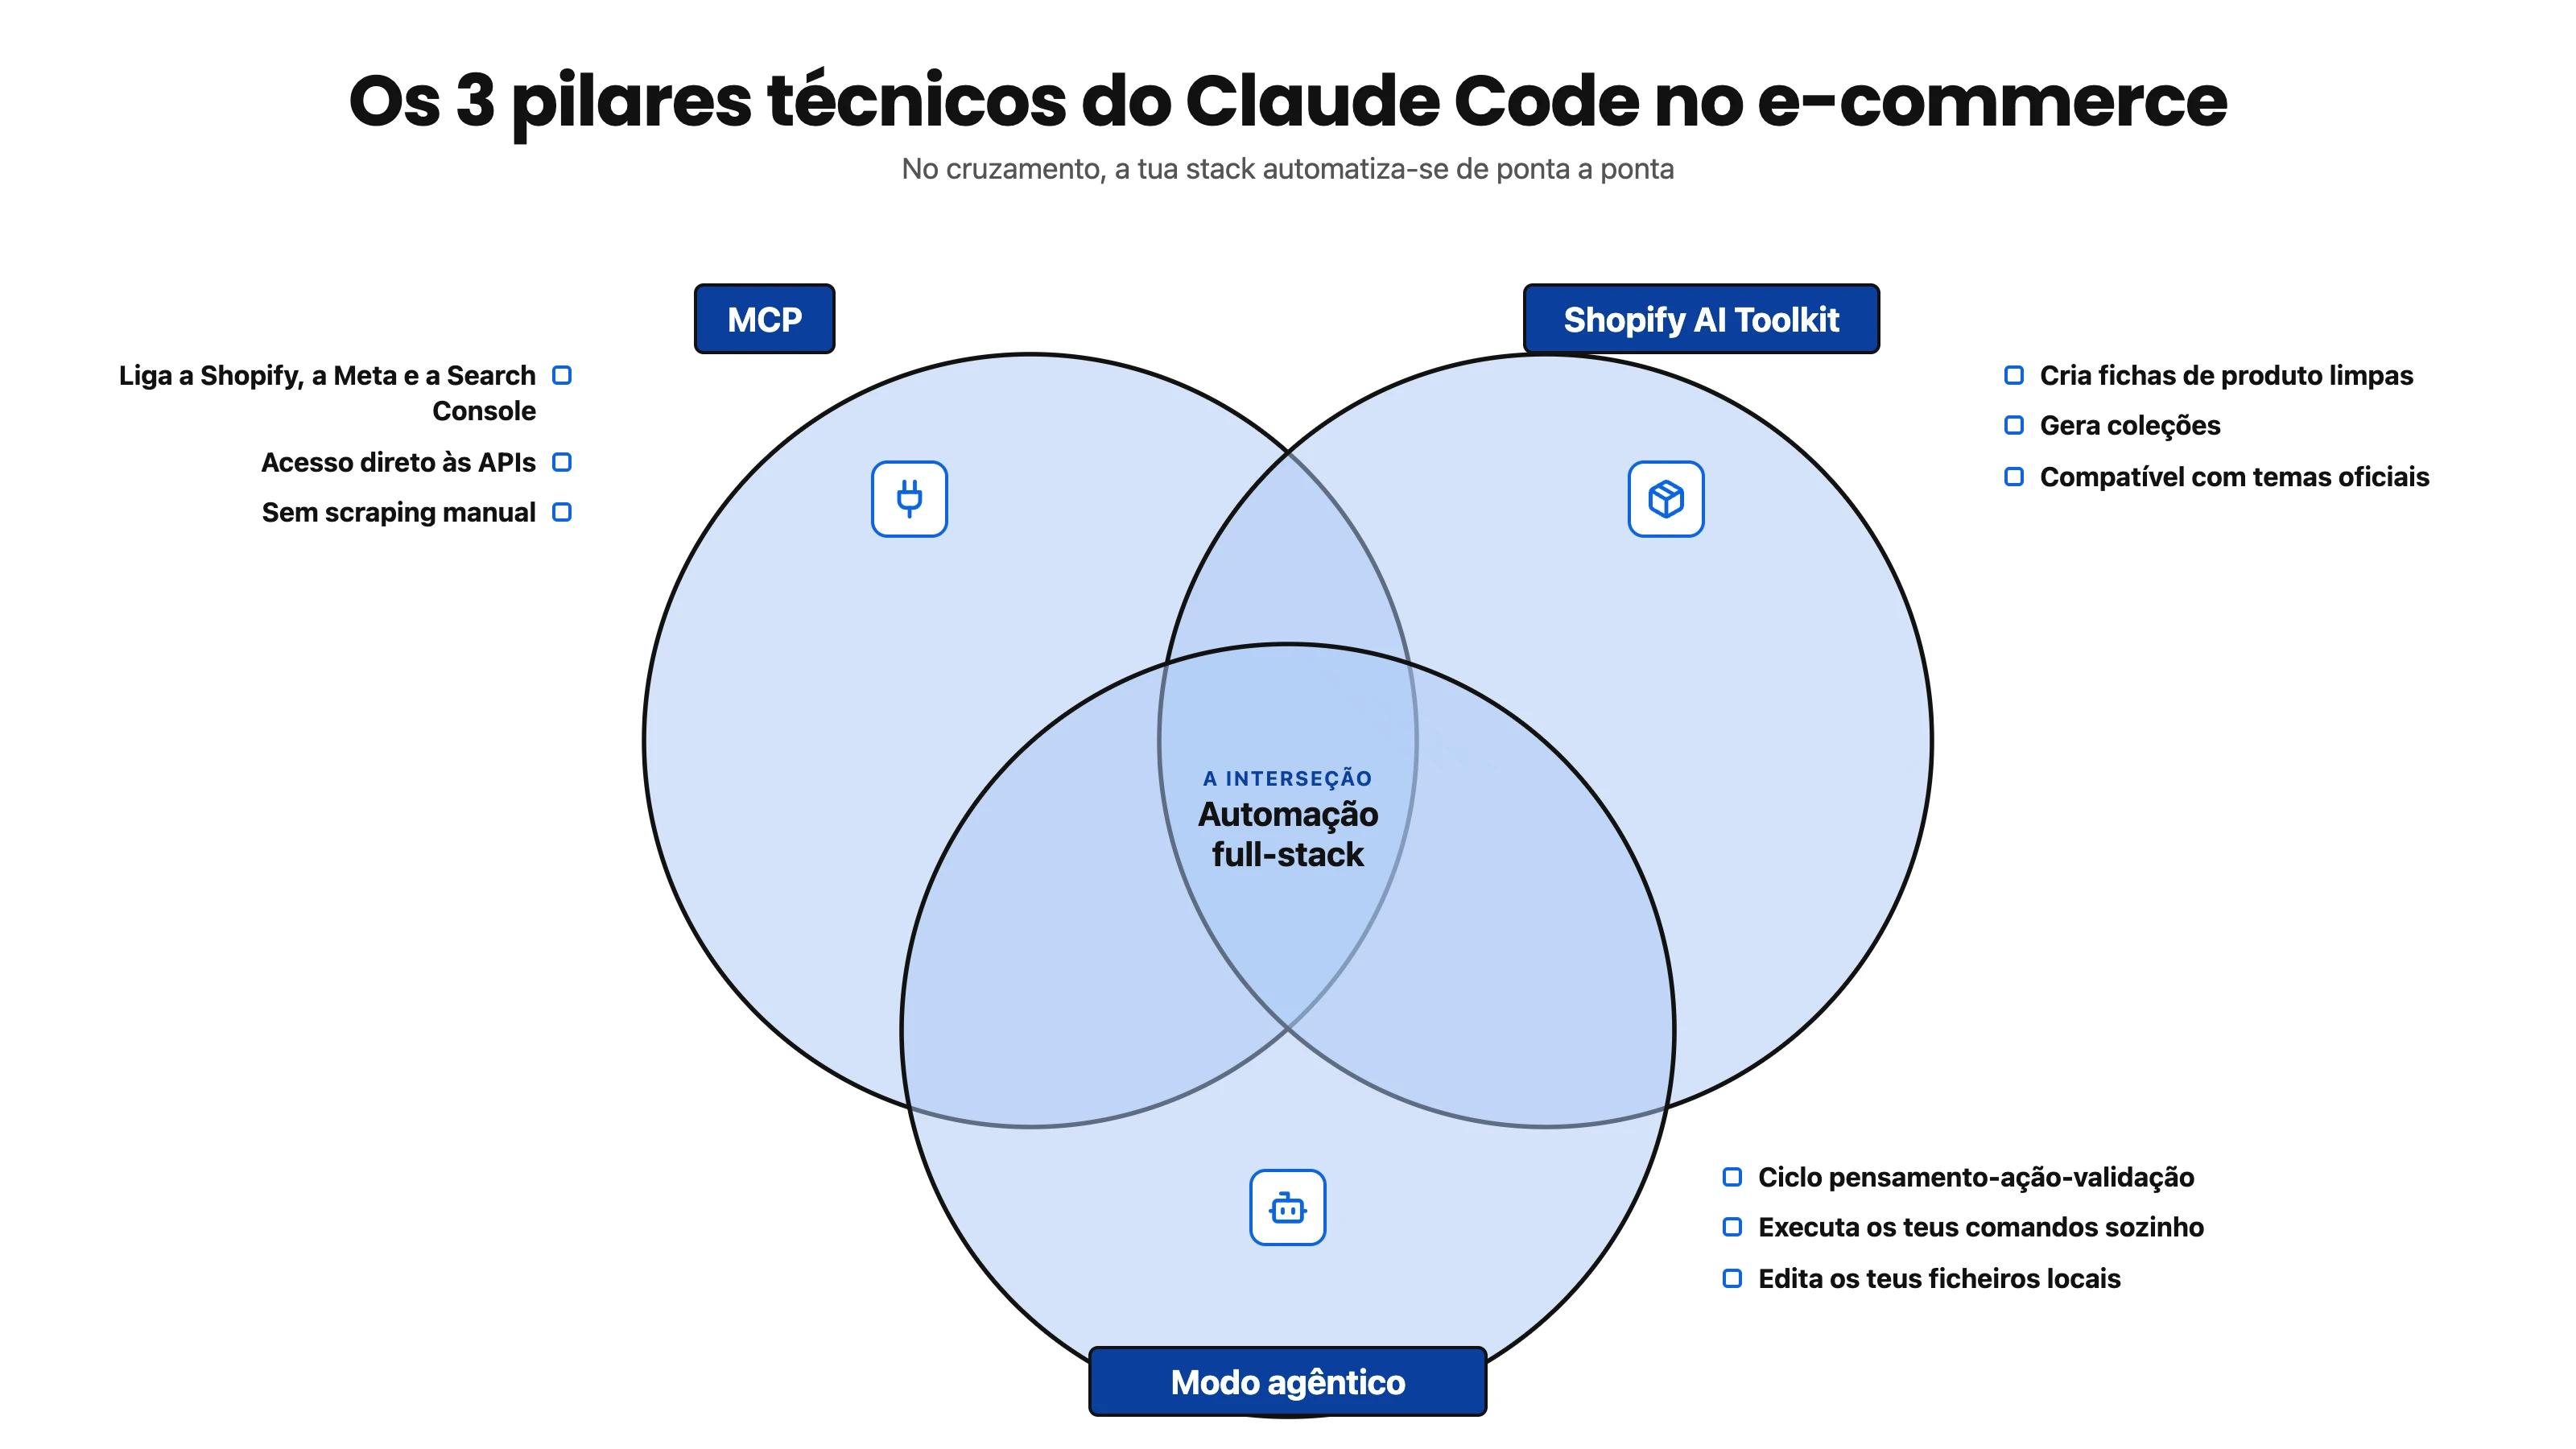 Os 3 pilares técnicos do Claude Code no e-commerce
No cruzamento, a tua stack automatiza-se de ponta a ponta
MCP
Liga a Shopify, a Meta e a Search
Console
Acesso direto às APIs
Sem scraping manual
Shopify AI Toolkit
Cria fichas de produto limpas
Gera coleções
Compatível com temas oficiais
A INTERSEÇÃO
Automação
full-stack
Ciclo pensamento-ação-validação
Executa os teus comandos sozinho
Edita os teus ficheiros locais
Modo agêntico